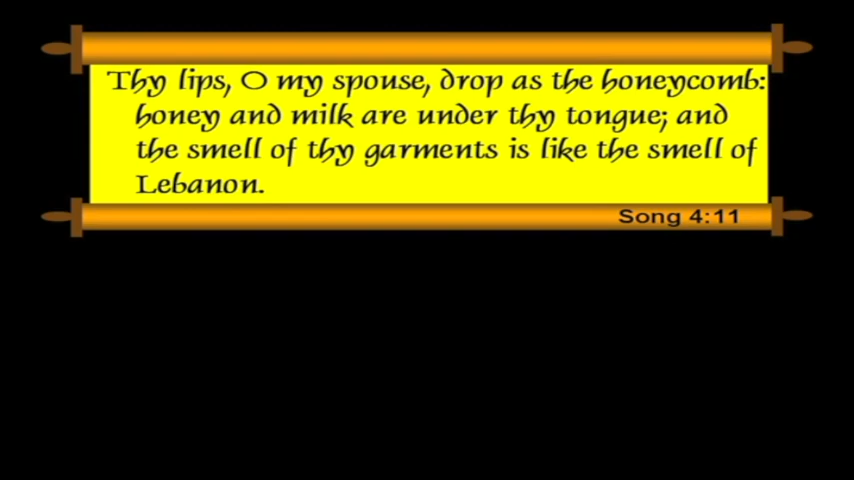 Thy lips, O my spouse, drop as the honeycomb:
honey and milk are under thy tongue; and
the smell of thy garments is like the smell of
Lebanon.
Song 4:11